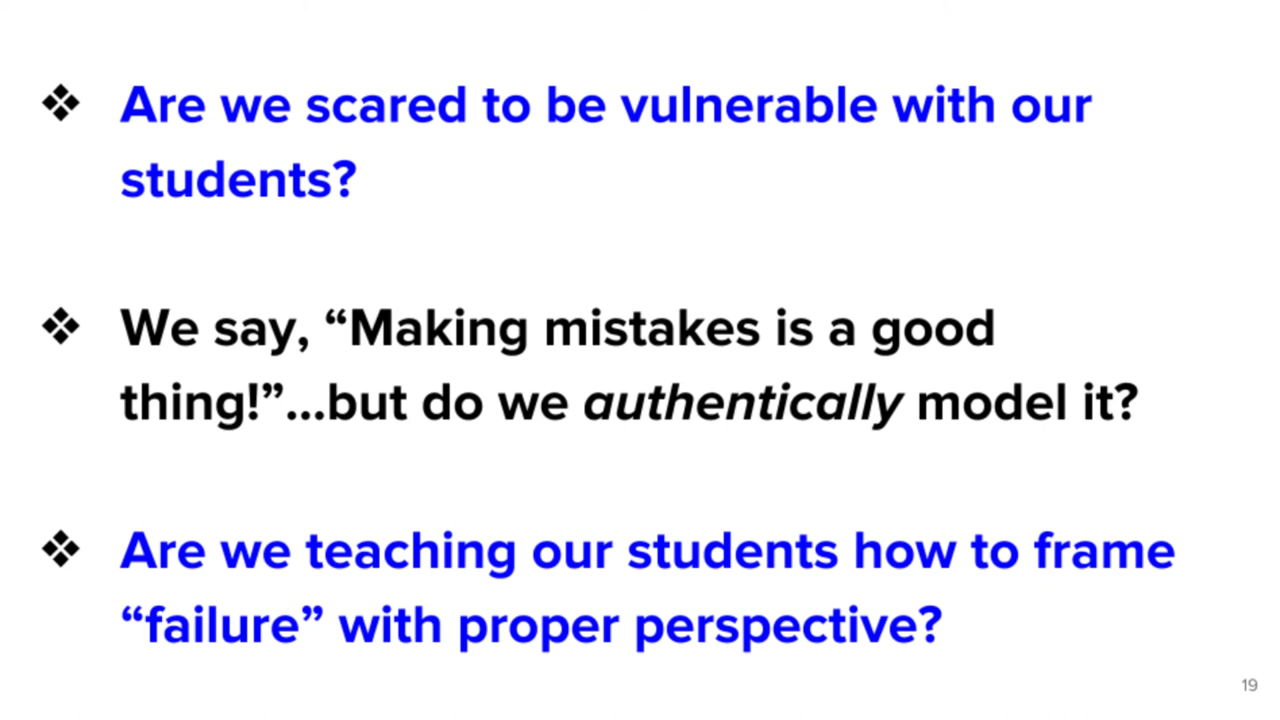 ❖ Are we scared to be vulnerable with our
students?
❖ We say, “Making mistakes is a good
thing!”...but do we authentically model it?
❖ Are we teaching our students how to frame
“failure” with proper perspective?
19